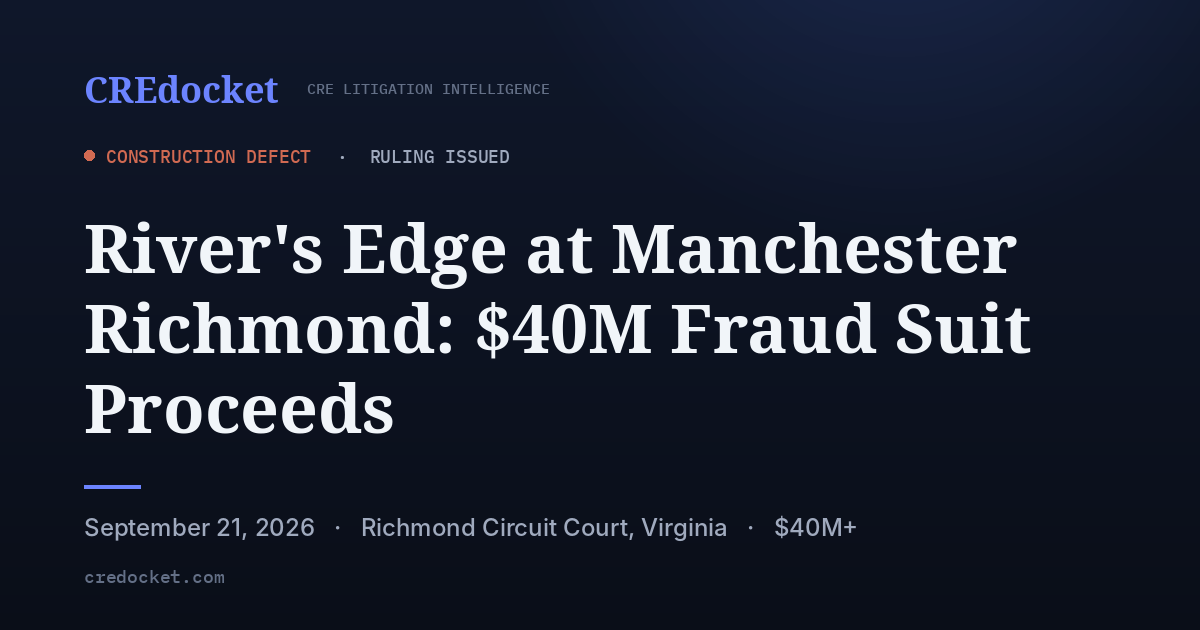 CREdocket CRE LITIGATION INTELLIGENCE
CONSTRUCTION DEFECT · RULING ISSUED
River's Edge at Manchester
Richmond: $40M Fraud Suit
Proceeds
September 21, 2026 · Richmond Circuit Court, Virginia · $40M+
credocket.com